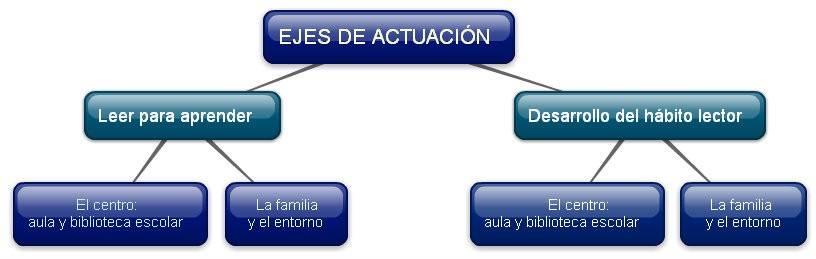 EJES DE ACTUACIÓN
Leer para aprender
Desarrollo del hábito lector
El centro:
aula y biblioteca escolar
La familia
y el entorno
El centro:
aula y biblioteca escolar
La familia
y el entorno